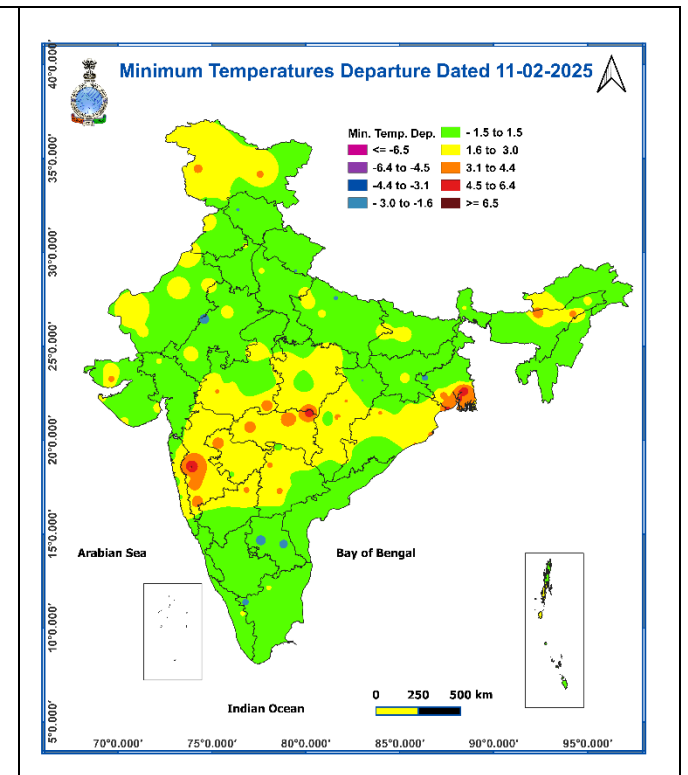 Minimum Temperatures Departure Dated 11-02-2025
Min. Temp. Dep.
<= -6.5
-6.4 to -4.5
-4.4 to -3.1
- 3.0 to -1.6
- 1.5 to 1.5
1.6 to 3.0
3.1 to 4.4
4.5 to 6.4
>= 6.5
40°0.000'
35°0.000'
30°0.000'
25°0.000'
20°0.000'
15°0.000'
10°0.000'
5°0.000'
Arabian Sea
Bay of Bengal
Indian Ocean
0 250 500 km
70°0.000' 75°0.000' 80°0.000' 85°0.000' 90°0.000' 95°0.000'